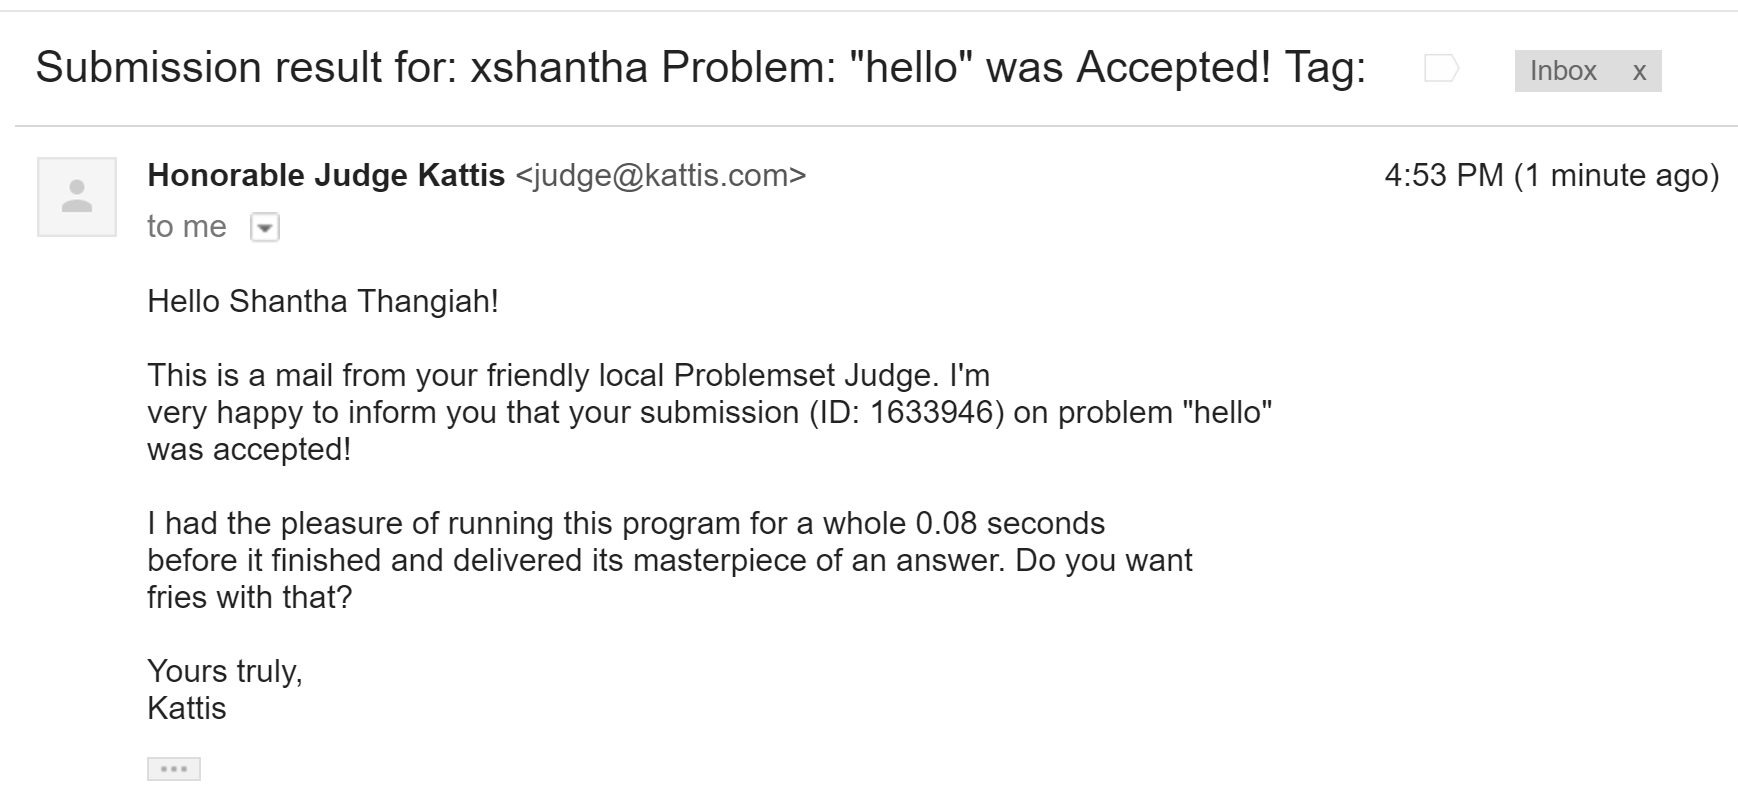 Submission result for: xshantha Problem: "hello" was Accepted! Tag: Inbox x
Honorable Judge Kattis <judge@kattis.com> 4:53 PM (1 minute ago)
to me
Hello Shantha Thangiah!
This is a mail from your friendly local Problemset Judge. I'm
very happy to inform you that your submission (ID: 1633946) on problem "hello"
was accepted!
I had the pleasure of running this program for a whole 0.08 seconds
before it finished and delivered its masterpiece of an answer. Do you want
fries with that?
Yours truly,
Kattis